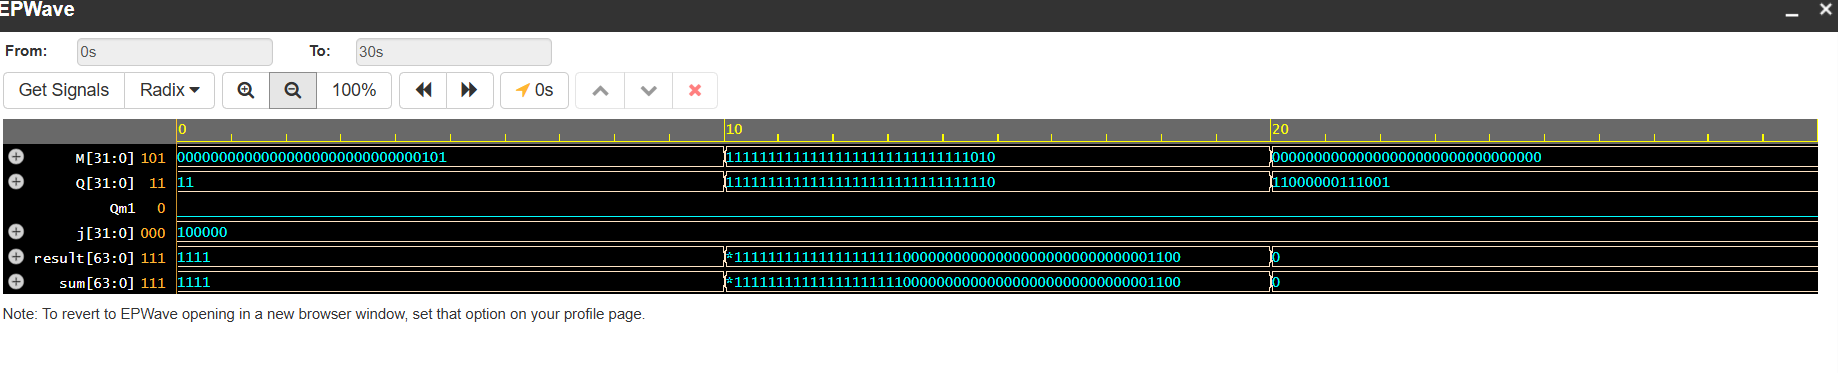 EPWave
From: 0s To: 30s
Get Signals Radix 100% 0s
0 10 20
M[31:0] 101 00000000000000000000000000000101 11111111111111111111111111111010 00000000000000000000000000000000
Q[31:0] 11 11 11111111111111111111111111111110 11000000111001
Qm1 0
j[31:0] 000 100000
result[63:0] 111 1111 *11111111111111111111000000000000000000000000000001100 0
sum[63:0] 111 1111 *11111111111111111111000000000000000000000000000001100 0
Note: To revert to EPWave opening in a new browser window, set that option on your profile page.